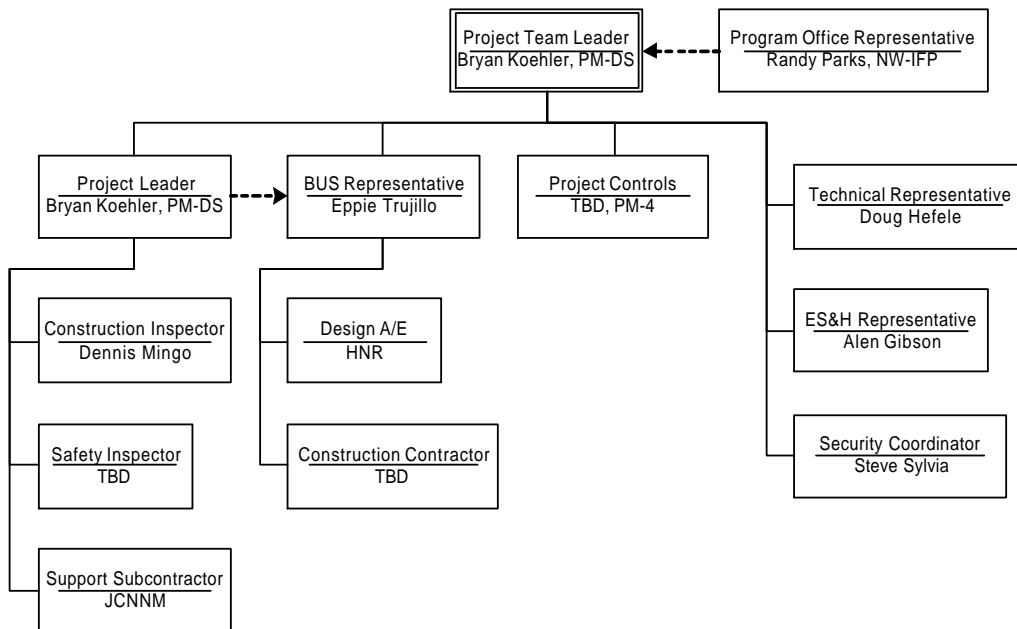 Project Team Leader
Bryan Koehler, PM-DS
Program Office Representative
Randy Parks, NW-IFP
Project Leader
Bryan Koehler, PM-DS
BUS Representative
Eppie Trujillo
Project Controls
TBD, PM-4
Technical Representative
Doug Hefele
Construction Inspector
Dennis Mingo
Design A/E
HNR
ES&H Representative
Alen Gibson
Safety Inspector
TBD
Construction Contractor
TBD
Security Coordinator
Steve Sylvia
Support Subcontractor
JCNNM